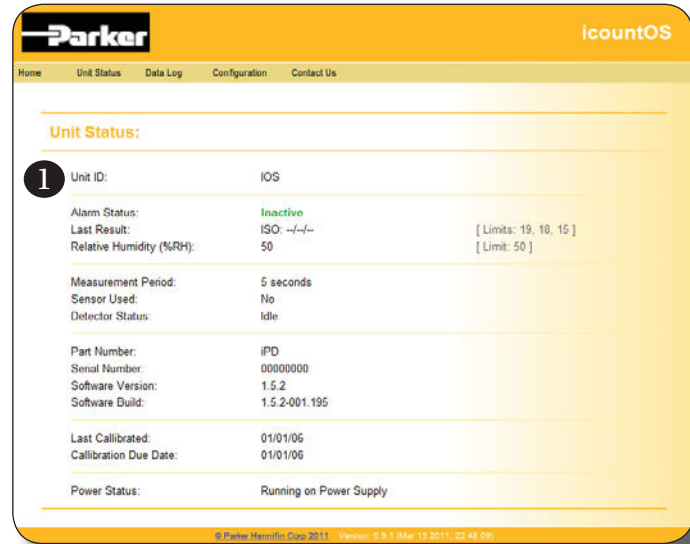 Parker
icountOS
Home Unit Status Data Log Configuration Contact Us
Unit Status:
1
Unit ID: IOS
Alarm Status: Inactive
Last Result: ISO: --/--/-- [ Limits: 19, 18, 15 ]
Relative Humidity (%RH): 50 [ Limit: 50 ]
Measurement Period: 5 seconds
Sensor Used: No
Detector Status: Idle
Part Number: iPD
Serial Number: 00000000
Software Version: 1.5.2
Software Build: 1.5.2-001.195
Last Callibrated: 01/01/06
Callibration Due Date: 01/01/06
Power Status: Running on Power Supply
© Parker Hannifin Corp 2011 Version: 0.9.1 (Mar 13 2011, 22:48:09)